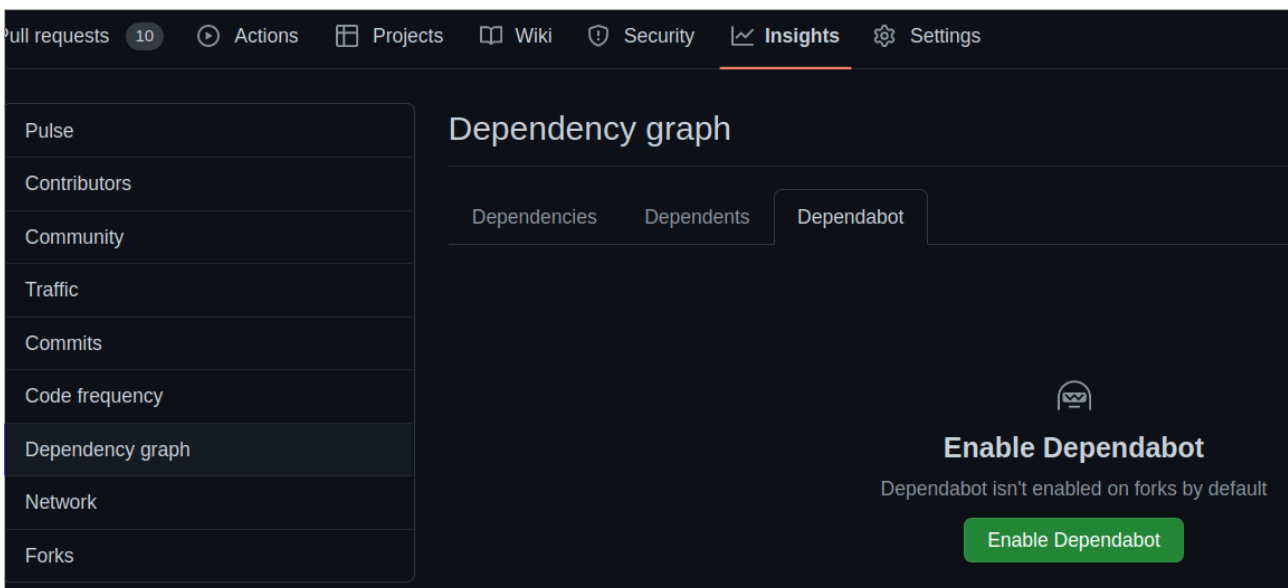 Pull requests 10 Actions Projects Wiki Security Insights Settings
Pulse
Contributors
Community
Traffic
Commits
Code frequency
Dependency graph
Network
Forks
Dependency graph
Dependencies Dependents Dependabot
Enable Dependabot
Dependabot isn't enabled on forks by default
Enable Dependabot